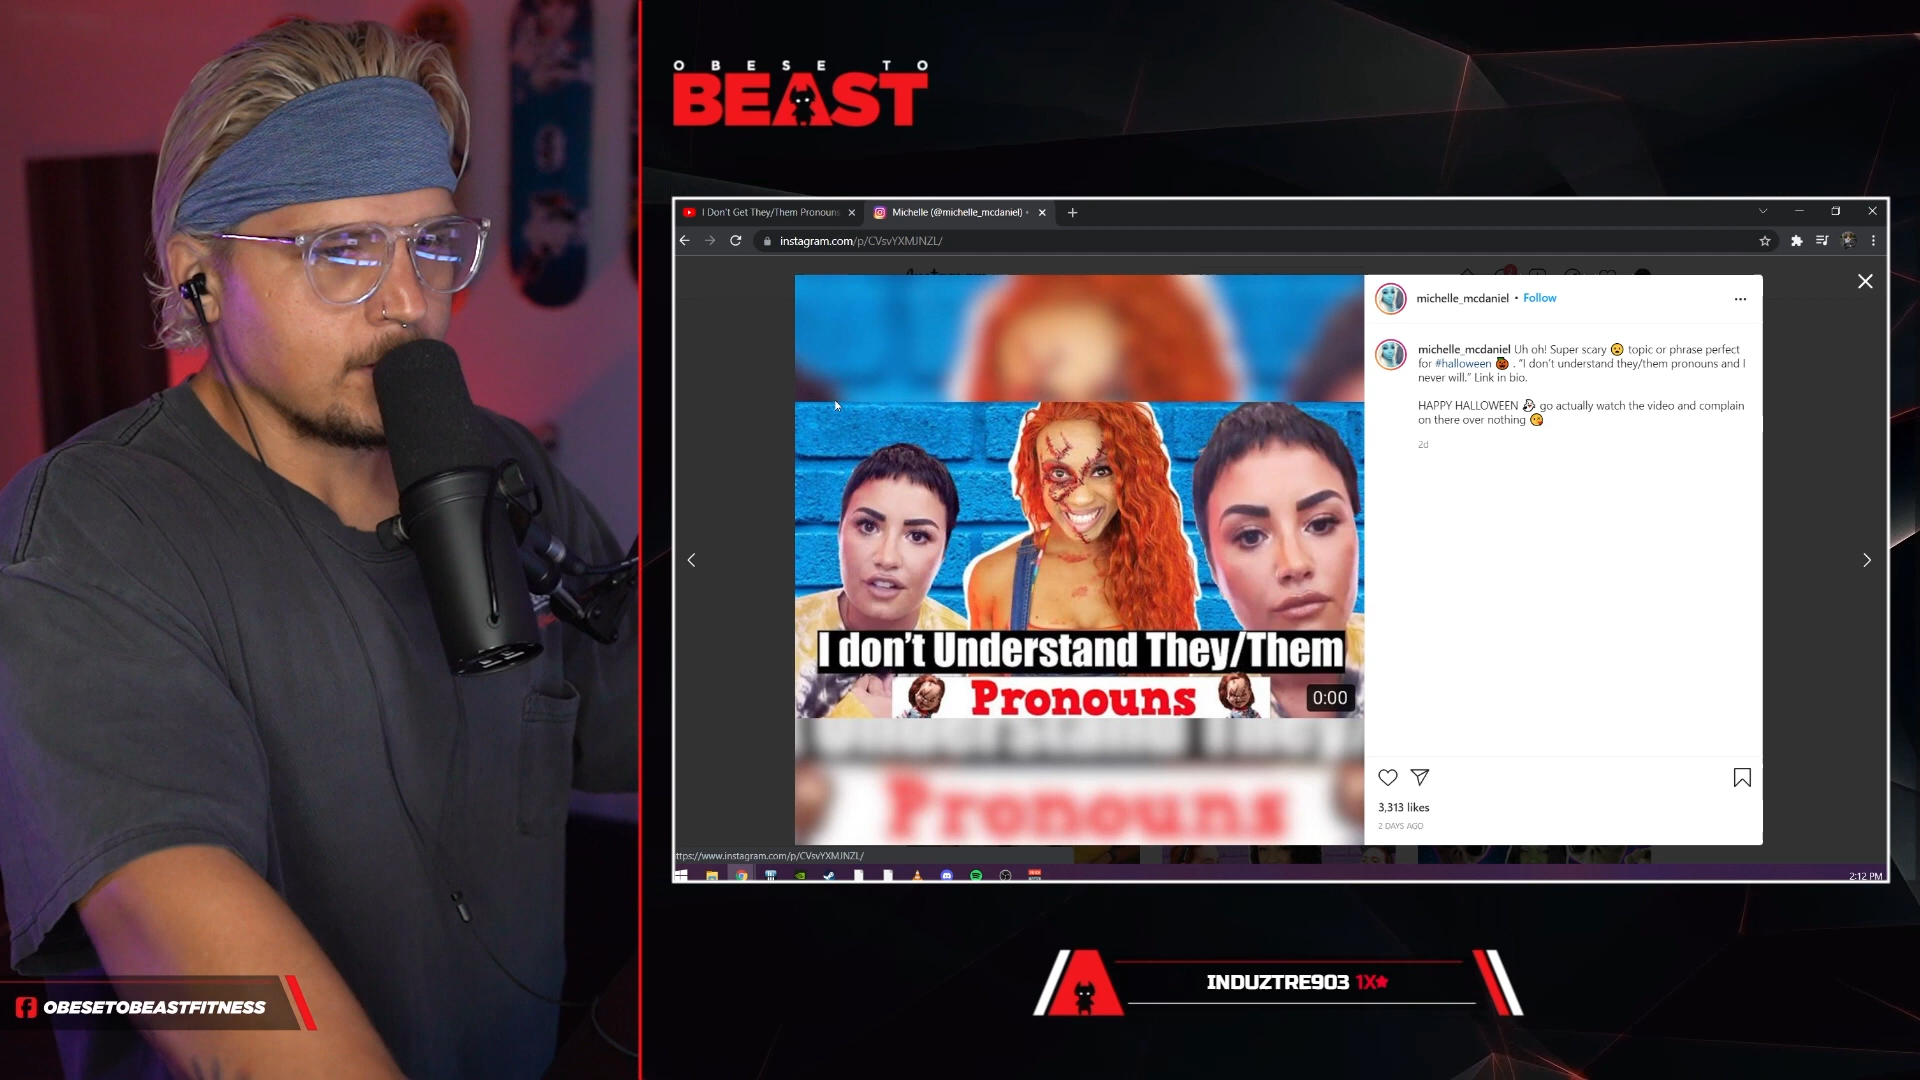 OBESE TO
BEAST
I Don't Get They/Them Pronouns
Michelle (@michelle_mcdaniel) •
instagram.com/p/CVsvYXMJNZL/
michelle_mcdaniel • Follow
michelle_mcdaniel Uh oh! Super scary 😧 topic or phrase perfect
for #halloween 🎃 . "I don't understand they/them pronouns and I
never will." Link in bio.
HAPPY HALLOWEEN 👻 go actually watch the video and complain
on there over nothing 😘
2d
I don't Understand They/Them
Pronouns
0:00
Pronouns
3,313 likes
2 DAYS AGO
ttps://www.instagram.com/p/CVsvYXMJNZL/
2:12 PM
INDUZTRE903 1X
OBESETOBEASTFITNESS